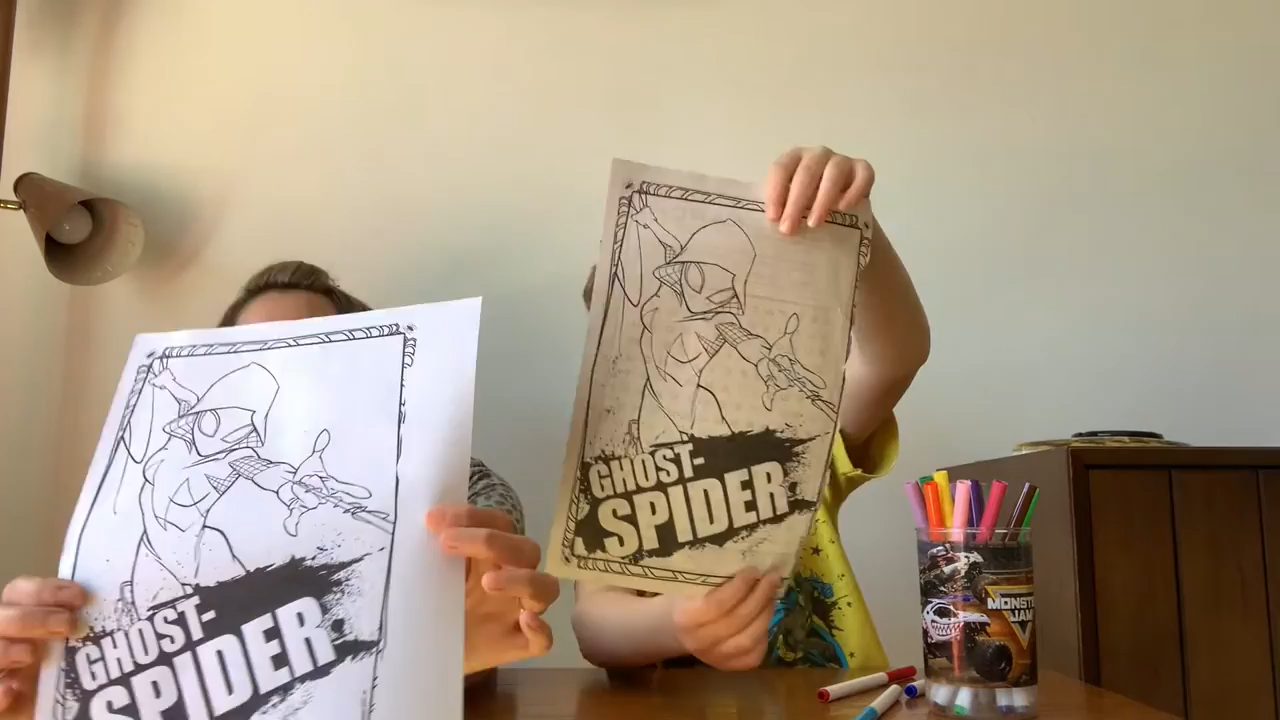 GHOST-
SPIDER
GHOST-
SPIDER
MONSTER
JAM